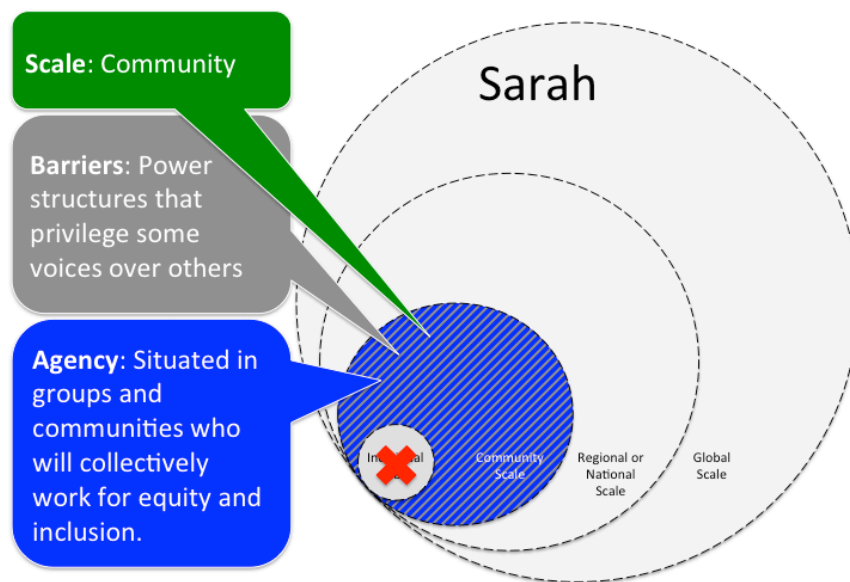 Scale: Community
Barriers: Power
structures that
privilege some
voices over others
Agency: Situated in
groups and
communities who
will collectively
work for equity and
inclusion.
Sarah
Community
Scale
Regional or
National
Scale
Global
Scale